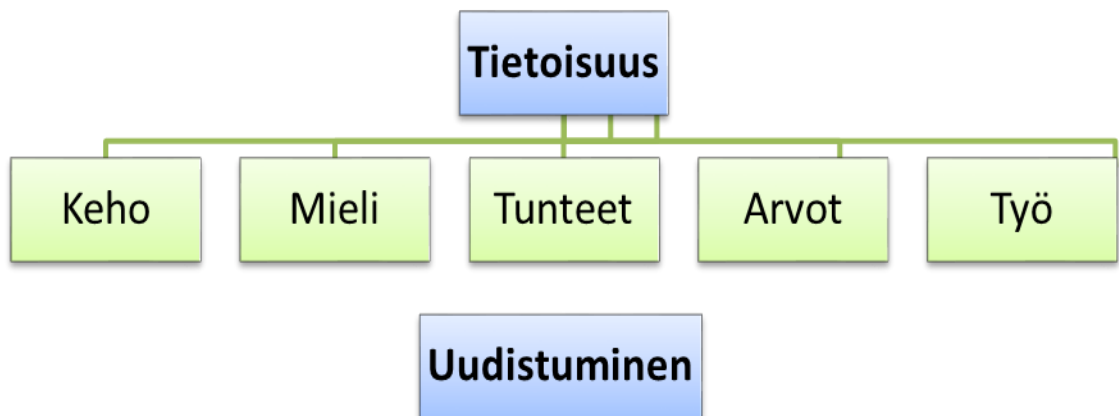 Tietoisuus
Keho
Mieli
Tunteet
Arvot
Työ
Uudistuminen